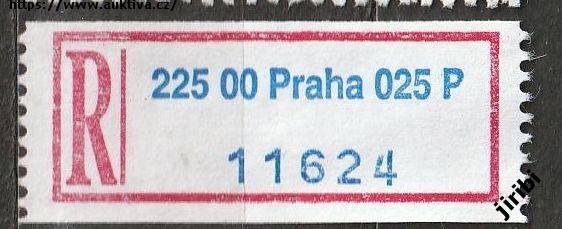 https://www.auktiva.cz/
R
225 00 Praha 025 P
11624
jiribi